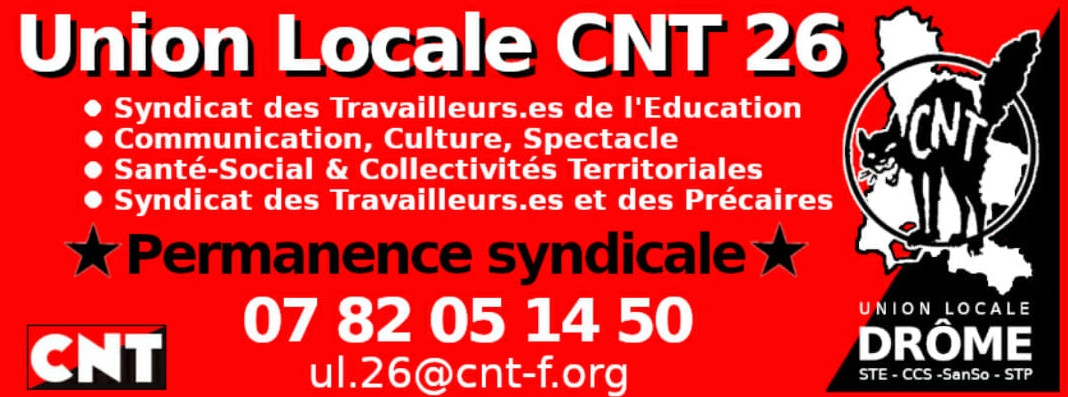 Union Locale CNT 26
● Syndicat des Travailleurs.es de l'Education
● Communication, Culture, Spectacle
● Santé-Social & Collectivités Territoriales
● Syndicat des Travailleurs.es et des Précaires
★Permanence syndicale★
07 82 05 14 50
ul.26@cnt-f.org
CNT
CNT
UNION LOCALE
DRÔME
STE - CCS -SanSo - STP